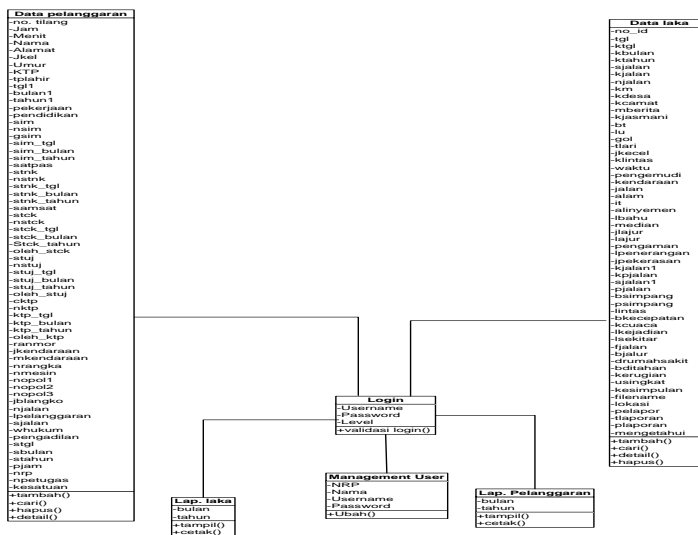 Data pelanggaran
-no. tilang
-Jam
-Menit
-Nama
-Alamat
-Jkel
-Umur
-KTP
-tplahir
-tgl1
-bulan1
-tahun1
-pekerjaan
-pendidikan
-sim
-nsim
-gsim
-sim_tgl
-sim_bulan
-sim_tahun
-satpas
-stnk
-nstnk
-stnk_tgl
-stnk_bulan
-stnk_tahun
-samsat
-stck
-nstck
-stck_tgl
-stck_bulan
-Stck_tahun
-oleh_stck
-stuj
-nstuj
-stuj_tgl
-stuj_bulan
-stuj_tahun
-oleh_stuj
-cktp
-nktp
-ktp_tgl
-ktp_bulan
-ktp_tahun
-oleh_ktp
-ranmor
-jkendaraan
-mkendaraan
-nrangka
-nmesin
-nopol1
-nopol2
-nopol3
-jblangko
-njalan
-lpelanggaran
-sjalan
-whukum
-pengadilan
-stgl
-sbulan
-stahun
-pjam
-nrp
-npetugas
-kesatuan
+tambah()
+cari()
+hapus()
+detail()
Data laka
-no_id
-tgl
-ktgl
-kbulan
-ktahun
-sjalan
-kjalan
-njalan
-km
-kdesa
-kcamat
-mberita
-kjasmani
-bt
-lu
-gol
-tlari
-jkecel
-klintas
-waktu
-pengemudi
-kendaraan
-jalan
-alam
-it
-alinyemen
-lbahu
-median
-jlajur
-lajur
-pengaman
-lpenerangan
-jpekerasan
-kjalan1
-kpjalan
-sjalan1
-pjalan
-bsimpang
-psimpang
-lintas
-bkecepatan
-kcuaca
-lkejadian
-lsekitar
-fjalan
-bjalur
-drumahsakit
-bditahan
-kerugian
-usingkat
-kesimpulan
-filename
-lokasi
-pelapor
-tlaporan
-plaporan
-mengetahui
+tambah()
+cari()
+detail()
+hapus()
Login
-Username
-Password
-Level
+validasi login()
Management User
-NRP
-Nama
-Username
-Password
+Ubah()
Lap. laka
-bulan
-tahun
+tampil()
+cetak()
Lap. Pelanggaran
-bulan
-tahun
+tampil()
+cetak()